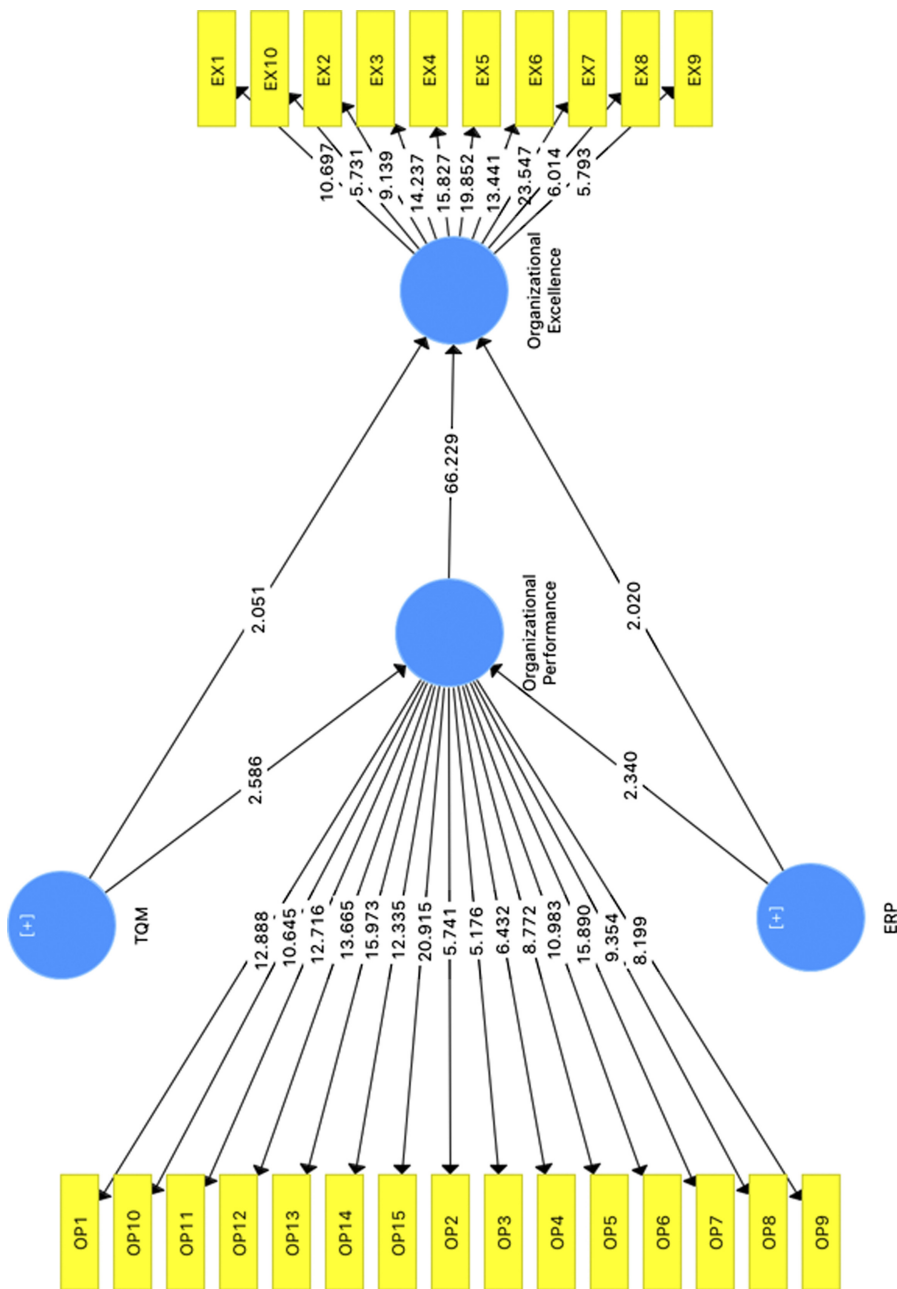 EX1
EX10
EX2
EX3
EX4
EX5
EX6
EX7
EX8
EX9
10.697
5.731
9.139
14.237
15.827
19.852
13.441
23.547
6.014
5.793
Organizational
Excellence
66.229
2.051
2.020
Organizational
Performance
2.586
2.340
[+]
TQM
[+]
ERP
12.888
10.645
12.716
13.665
15.973
12.335
20.915
5.741
5.176
6.432
8.772
10.983
15.890
9.354
8.199
OP1
OP10
OP11
OP12
OP13
OP14
OP15
OP2
OP3
OP4
OP5
OP6
OP7
OP8
OP9